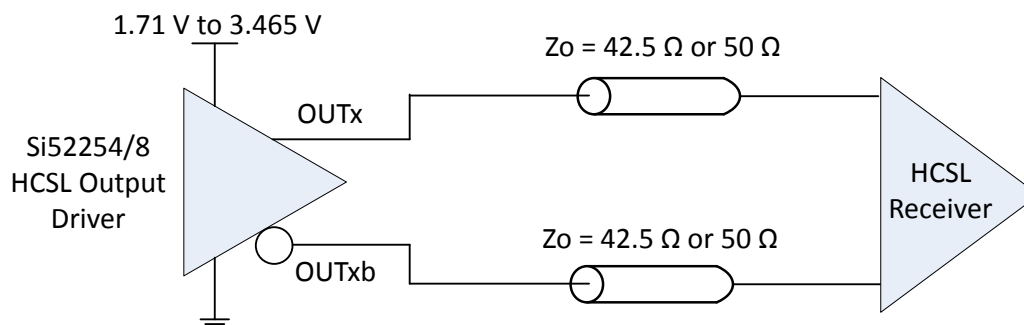 1.71 V to 3.465 V
Zo = 42.5 Ω or 50 Ω
OUTx
Si52254/8
HCSL Output
Driver
HCSL
Receiver
Zo = 42.5 Ω or 50 Ω
OUTxb